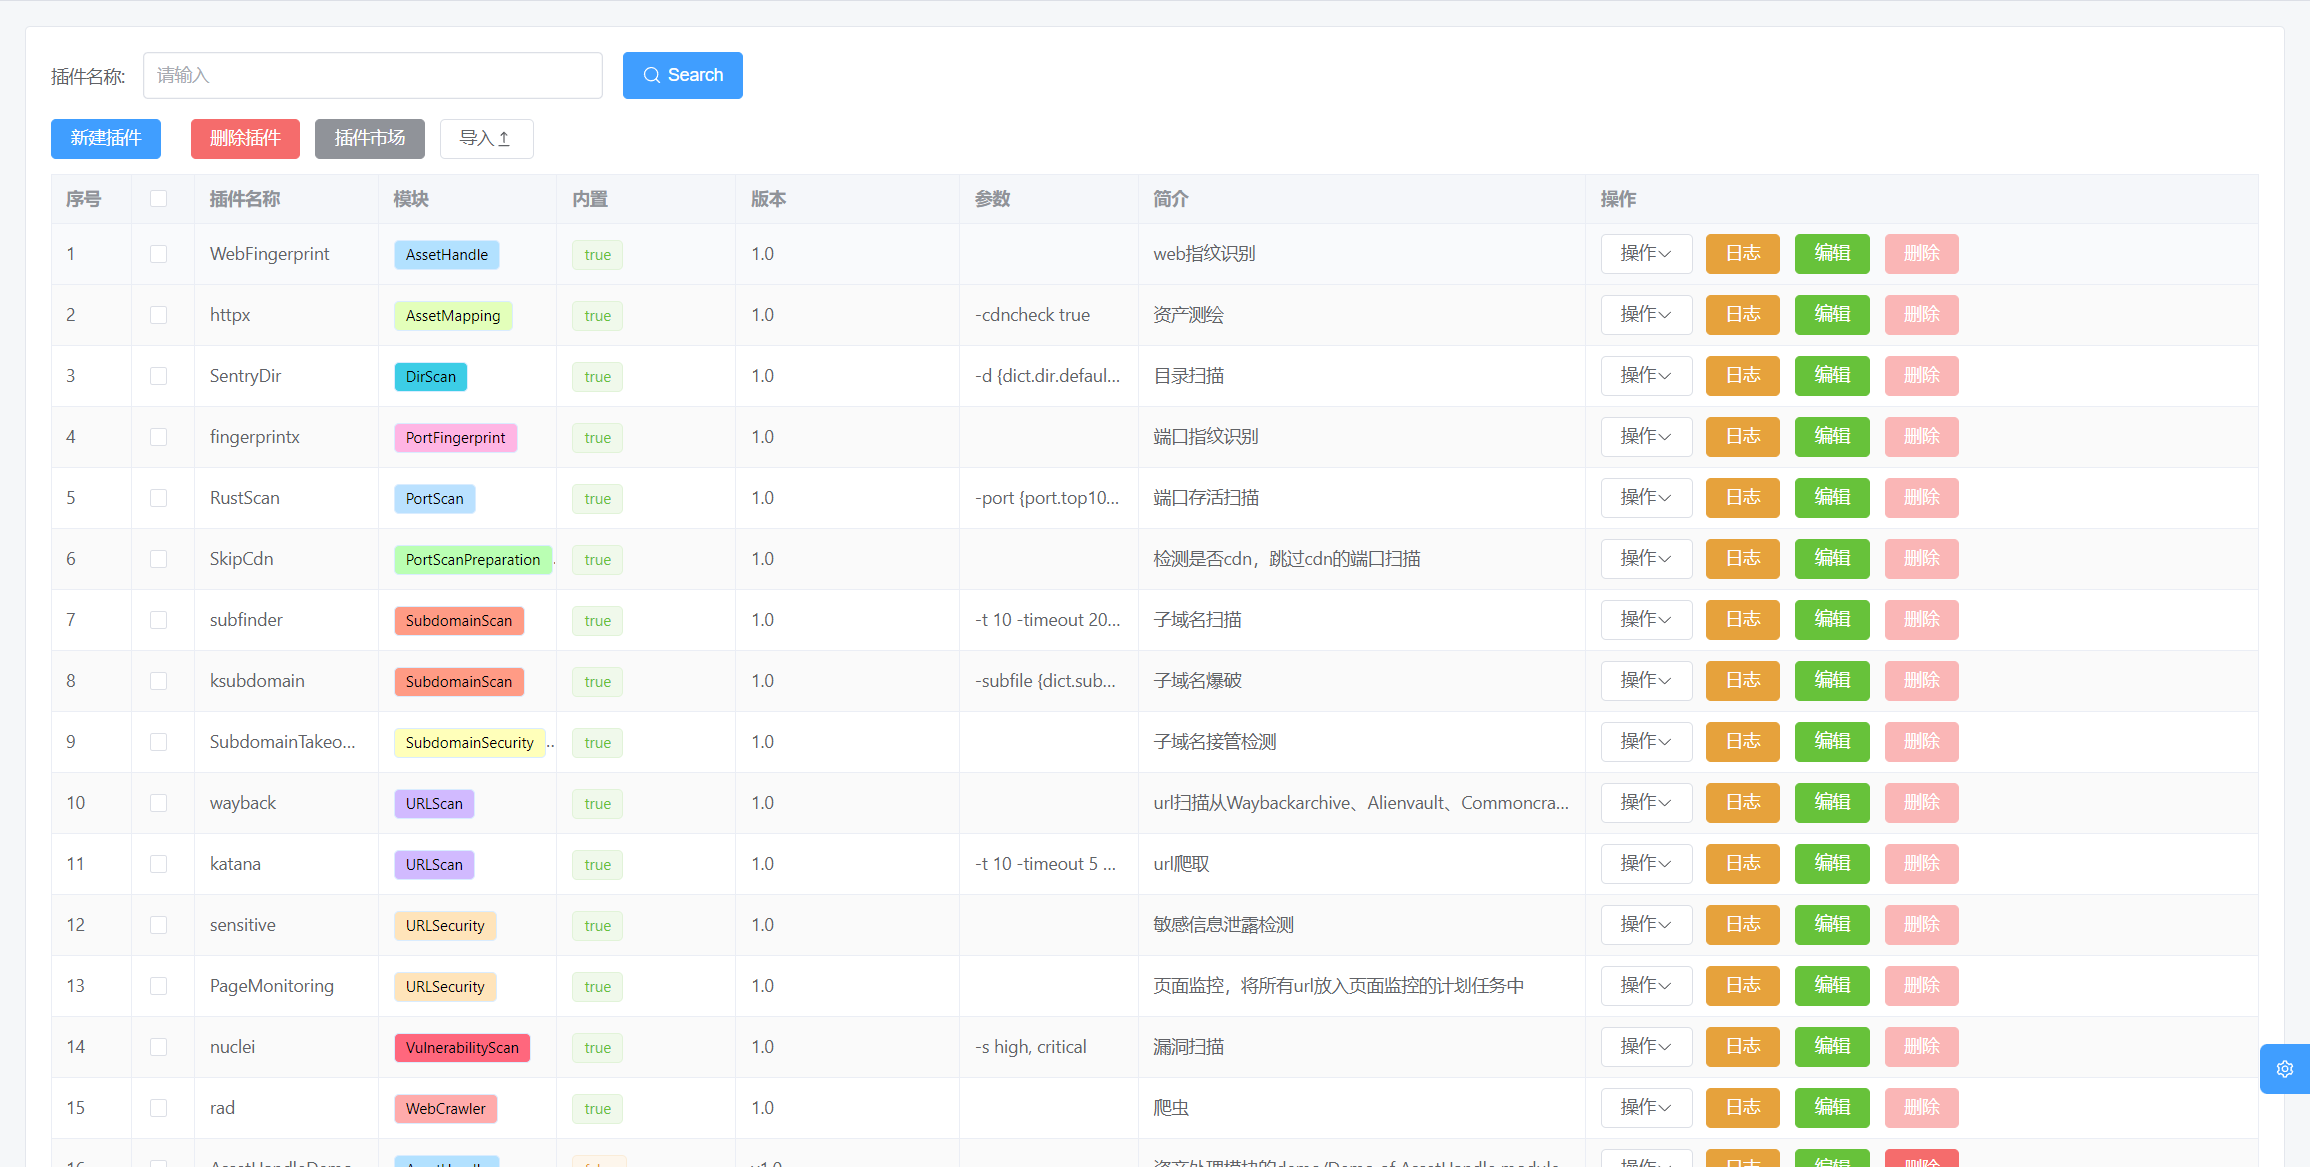 插件名称: 请输入 Search
新建插件 删除插件 插件市场 导入
序号 插件名称 模块 内置 版本 参数 简介 操作
1 WebFingerprint AssetHandle true 1.0 web指纹识别 操作 日志 编辑 删除
2 httpx AssetMapping true 1.0 -cdncheck true 资产测绘 操作 日志 编辑 删除
3 SentryDir DirScan true 1.0 -d {dict.dir.defaul... 目录扫描 操作 日志 编辑 删除
4 fingerprintx PortFingerprint true 1.0 端口指纹识别 操作 日志 编辑 删除
5 RustScan PortScan true 1.0 -port {port.top10... 端口存活扫描 操作 日志 编辑 删除
6 SkipCdn PortScanPreparation true 1.0 检测是否cdn，跳过cdn的端口扫描 操作 日志 编辑 删除
7 subfinder SubdomainScan true 1.0 -t 10 -timeout 20... 子域名扫描 操作 日志 编辑 删除
8 ksubdomain SubdomainScan true 1.0 -subfile {dict.sub... 子域名爆破 操作 日志 编辑 删除
9 SubdomainTakeo... SubdomainSecurity .. true 1.0 子域名接管检测 操作 日志 编辑 删除
10 wayback URLScan true 1.0 url扫描从Waybackarchive、Alienvault、Commoncra... 操作 日志 编辑 删除
11 katana URLScan true 1.0 -t 10 -timeout 5 ... url爬取 操作 日志 编辑 删除
12 sensitive URLSecurity true 1.0 敏感信息泄露检测 操作 日志 编辑 删除
13 PageMonitoring URLSecurity true 1.0 页面监控，将所有url放入页面监控的计划任务中 操作 日志 编辑 删除
14 nuclei VulnerabilityScan true 1.0 -s high, critical 漏洞扫描 操作 日志 编辑 删除
15 rad WebCrawler true 1.0 爬虫 操作 日志 编辑 删除
16 AssetHandleDemo AssetHandle false v1.0 资产处理模块的demo/Demo of AssetHandle module 操作 日志 编辑 删除